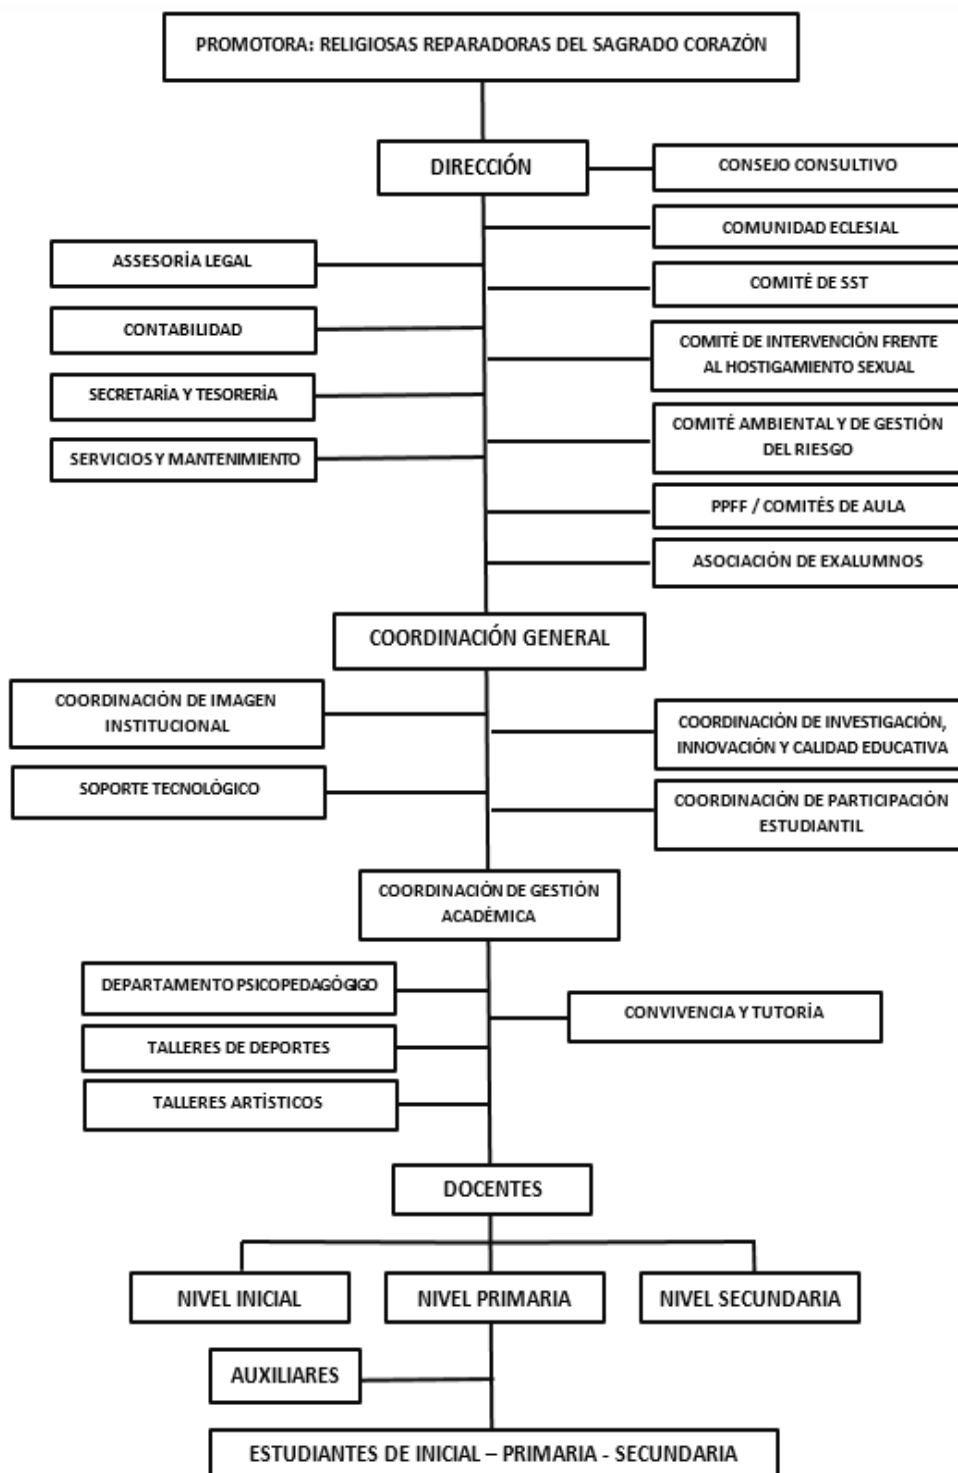 PROMOTORA: RELIGIOSAS REPARADORAS DEL SAGRADO CORAZÓN
DIRECCIÓN
CONSEJO CONSULTIVO
COMUNIDAD ECLESIAL
ASSESORÍA LEGAL
COMITÉ DE SST
CONTABILIDAD
COMITÉ DE INTERVENCIÓN FRENTE
AL HOSTIGAMIENTO SEXUAL
SECRETARÍA Y TESORERÍA
COMITÉ AMBIENTAL Y DE GESTIÓN
DEL RIESGO
SERVICIOS Y MANTENIMIENTO
PPFF / COMITÉS DE AULA
ASOCIACIÓN DE EXALUMNOS
COORDINACIÓN GENERAL
COORDINACIÓN DE IMAGEN
INSTITUCIONAL
COORDINACIÓN DE INVESTIGACIÓN,
INNOVACIÓN Y CALIDAD EDUCATIVA
SOPORTE TECNOLÓGICO
COORDINACIÓN DE PARTICIPACIÓN
ESTUDIANTIL
COORDINACIÓN DE GESTIÓN
ACADÉMICA
DEPARTAMENTO PSICOPEDAGÓGIGO
CONVIVENCIA Y TUTORÍA
TALLERES DE DEPORTES
TALLERES ARTÍSTICOS
DOCENTES
NIVEL INICIAL
NIVEL PRIMARIA
NIVEL SECUNDARIA
AUXILIARES
ESTUDIANTES DE INICIAL – PRIMARIA - SECUNDARIA